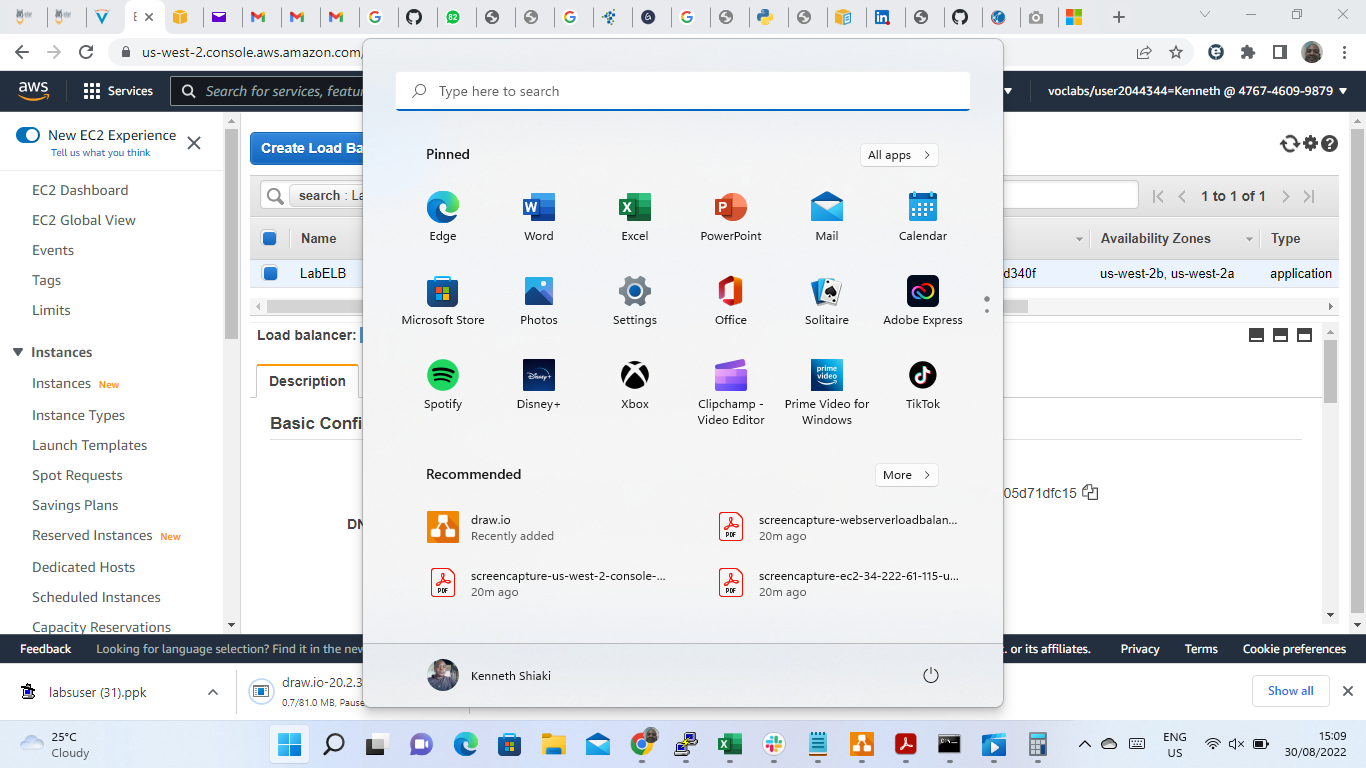 E
82
us-west-2.console.aws.amazon.com/
aws
Services
Search for services, featu
voclabs/user2044344=Kenneth @ 4767-4609-9879
New EC2 Experience
Tell us what you think
EC2 Dashboard
EC2 Global View
Events
Tags
Limits
Instances
Instances New
Instance Types
Launch Templates
Spot Requests
Savings Plans
Reserved Instances New
Dedicated Hosts
Scheduled Instances
Capacity Reservations
Create Load Ba
search : La
1 to 1 of 1
Name
Availability Zones
Type
LabELB
d340f
us-west-2b, us-west-2a
application
Load balancer:
Description
Basic Confi
05d71dfc15
DN
Type here to search
Pinned
All apps
Edge
Word
Excel
PowerPoint
Mail
Calendar
Microsoft Store
Photos
Settings
Office
Solitaire
Adobe Express
Spotify
Disney+
Xbox
Clipchamp -
Video Editor
prime
video
Prime Video for
Windows
TikTok
Recommended
More
draw.io
Recently added
PDF
screencapture-webserverloadbalan...
20m ago
PDF
screencapture-us-west-2-console-...
20m ago
PDF
screencapture-ec2-34-222-61-115-u...
20m ago
Kenneth Shiaki
Feedback
Looking for language selection? Find it in the new
. or its affiliates.
Privacy
Terms
Cookie preferences
labsuser (31).ppk
draw.io-20.2.3
0.7/81.0 MB, Pause
Show all
25°C
Cloudy
ENG
US
15:09
30/08/2022